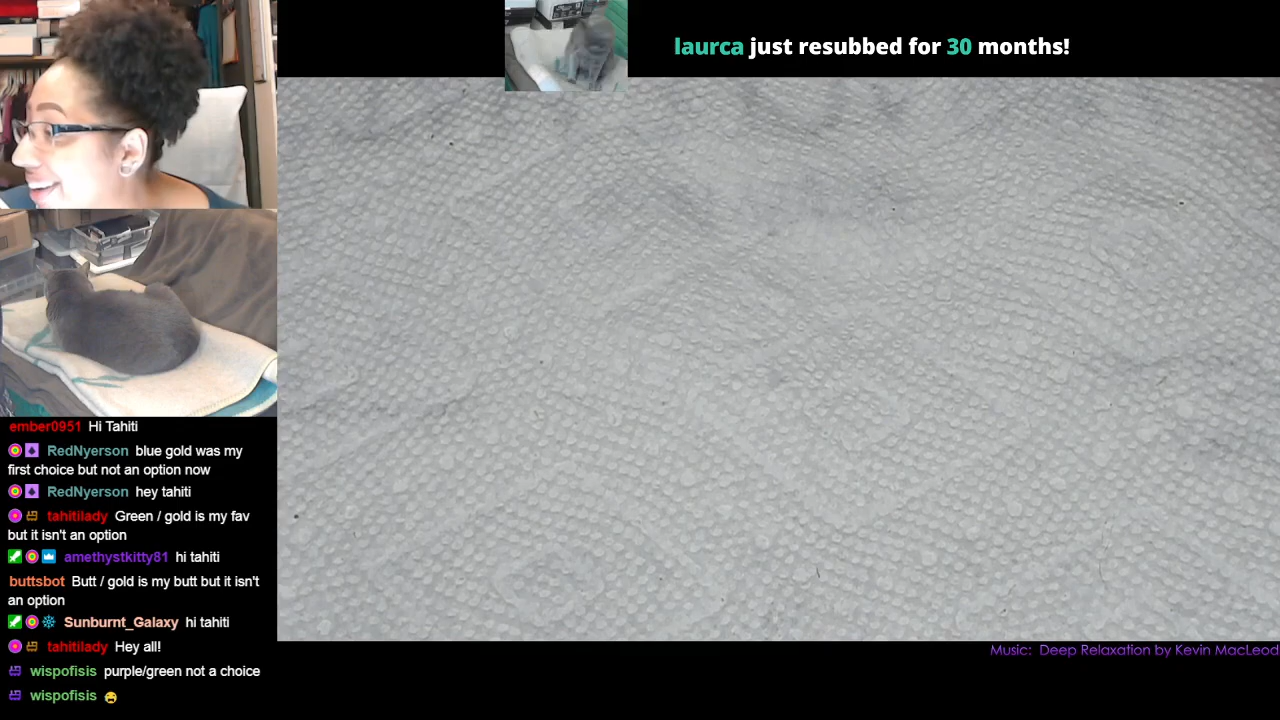 laurca just resubbed for 30 months!
ember0951 Hi Tahiti
RedNyerson blue gold was my
first choice but not an option now
RedNyerson hey tahiti
tahitilady Green / gold is my fav
but it isn't an option
amethystkitty81 hi tahiti
buttsbot Butt / gold is my butt but it isn't
an option
Sunburnt_Galaxy hi tahiti
tahitilady Hey all!
wispofisis purple/green not a choice
wispofisis
Music: Deep Relaxation by Kevin MacLeod